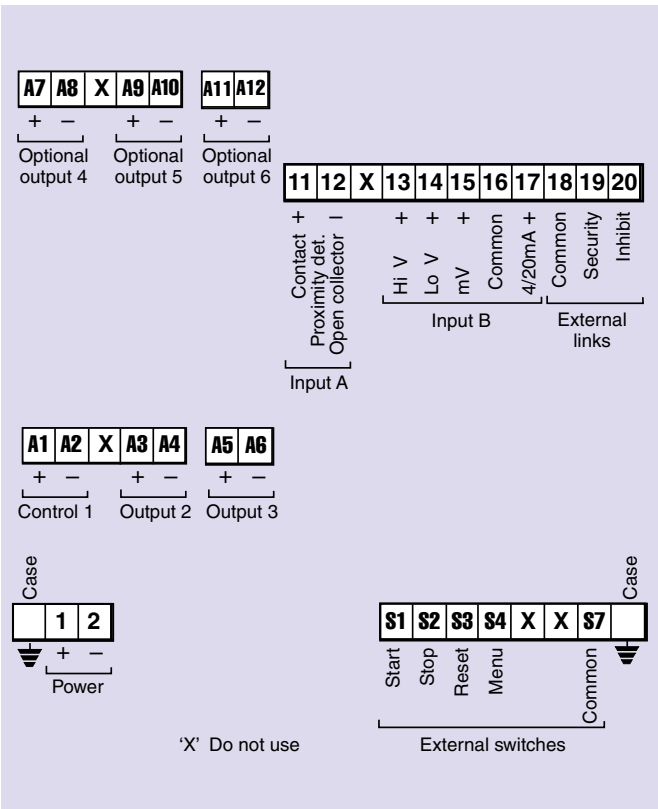 A7 A8 X A9 A10 A11 A12
+ – + – + –
Optional output 4
Optional output 5
Optional output 6
11 12 X 13 14 15 16 17 18 19 20
Contact +
Proximity det.
Open collector –
Hi V +
Lo V +
mV +
Common
4/20mA +
Common
Security
Inhibit
Input A
Input B
External links
A1 A2 X A3 A4 A5 A6
+ – + – + –
Control 1 Output 2 Output 3
Case
1 2
+ –
Power
Case
S1 S2 S3 S4 X X S7
Start
Stop
Reset
Menu
Common
'X' Do not use
External switches